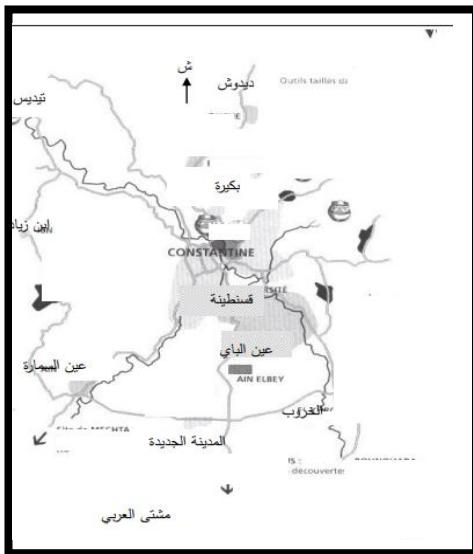 ش
ديدوش
Outils taillés da
تيديس
بكيرة
ابن زياد
CONSTANTINE
قسنطينة
عين الباي
عين السمارة
AIN ELBEY
الخروب
المدينة الجديدة
découvertes
مشتى العربي